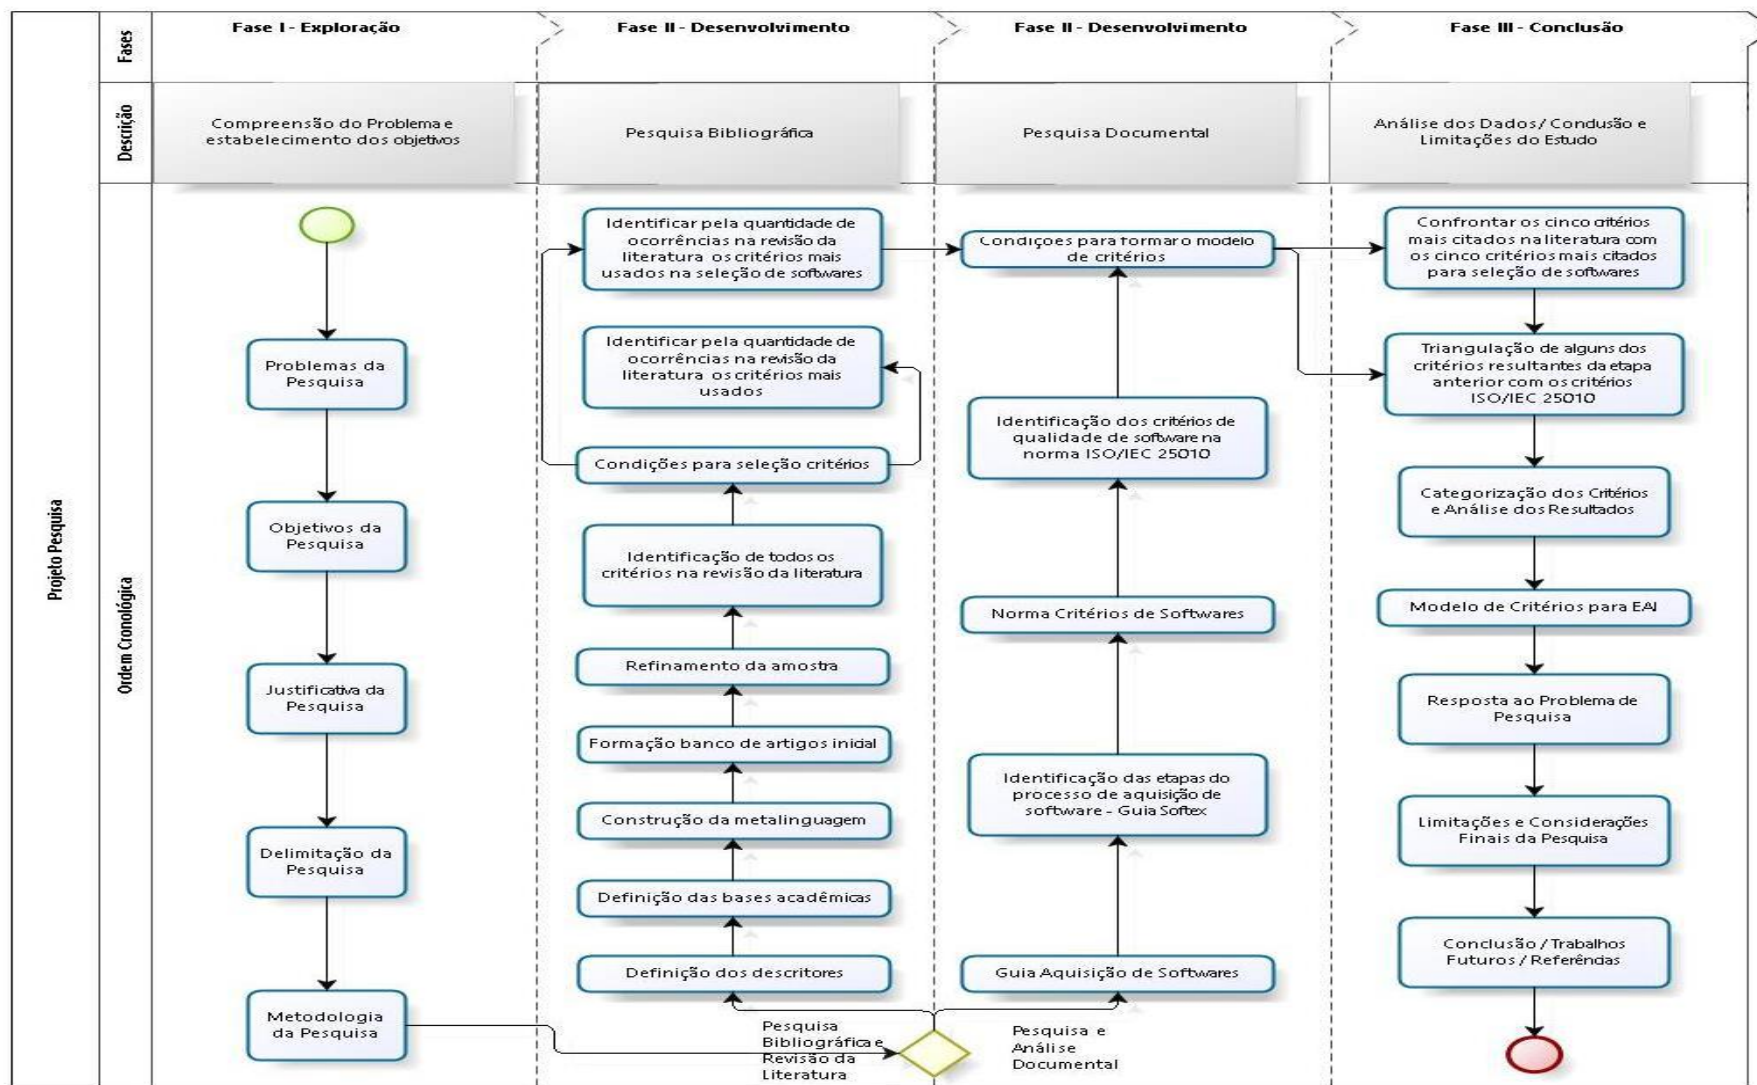 Projeto Pesquisa
Fases
Fase I - Exploração
Fase II - Desenvolvimento
Fase II - Desenvolvimento
Fase III - Conclusão
Descrição
Compreensão do Problema e
estabelecimento dos objetivos
Pesquisa Bibliográfica
Pesquisa Documental
Análise dos Dados / Conclusão e
Limitações do Estudo
Ordem Cronológica
Problemas da
Pesquisa
Objetivos da
Pesquisa
Justificativa da
Pesquisa
Delimitação da
Pesquisa
Metodologia
da Pesquisa
Identificar pela quantidade de
ocorrências na revisão da
literatura os critérios mais
usados na seleção de softwares
Identificar pela quantidade de
ocorrências na revisão da
literatura os critérios mais
usados
Condições para seleção critérios
Identificação de todos os
critérios na revisão da literatura
Refinamento da amostra
Formação banco de artigos inicial
Construção da metalinguagem
Definição das bases acadêmicas
Definição dos descritores
Pesquisa
Bibliográfica e
Revisão da
Literatura
Condições para formar o modelo
de critérios
Identificação dos critérios de
qualidade de software na
norma ISO/IEC 25010
Norma Critérios de Softwares
Identificação das etapas do
processo de aquisição de
software - Guia Softex
Guia Aquisição de Softwares
Pesquisa e
Análise
Documental
Confrontar os cinco critérios
mais citados na literatura com
os cinco critérios mais citados
para seleção de softwares
Triangulação de alguns dos
critérios resultantes da etapa
anterior com os critérios
ISO/IEC 25010
Categorização dos Critérios
e Análise dos Resultados
Modelo de Critérios para EAI
Resposta ao Problema de
Pesquisa
Limitações e Considerações
Finais da Pesquisa
Conclusão / Trabalhos
Futuros / Referências